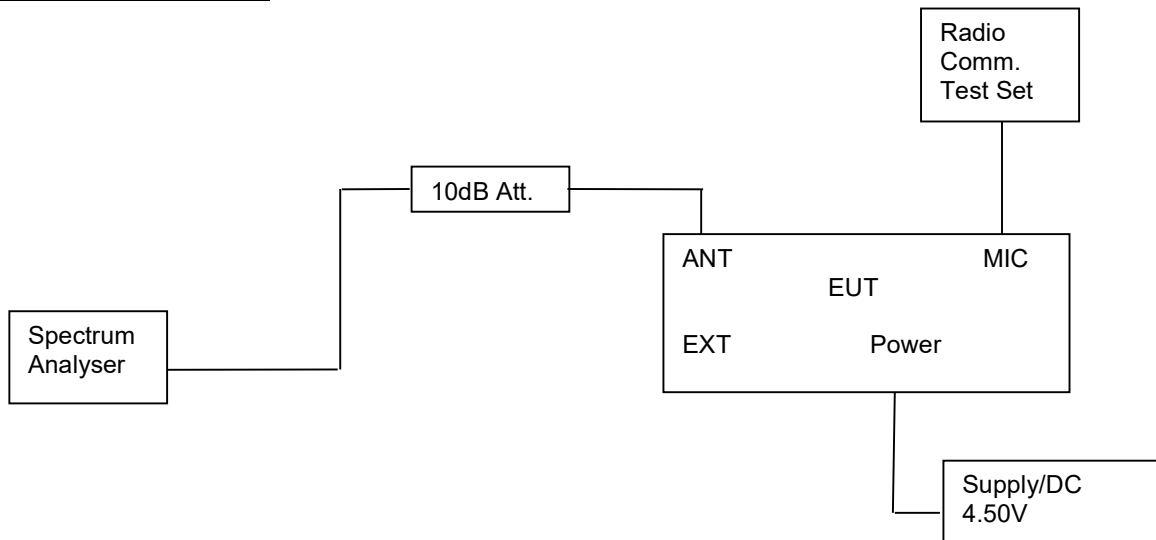 Radio
Comm.
Test Set
10dB Att.
ANT MIC
EUT
Spectrum
Analyser
EXT Power
Supply/DC
4.50V